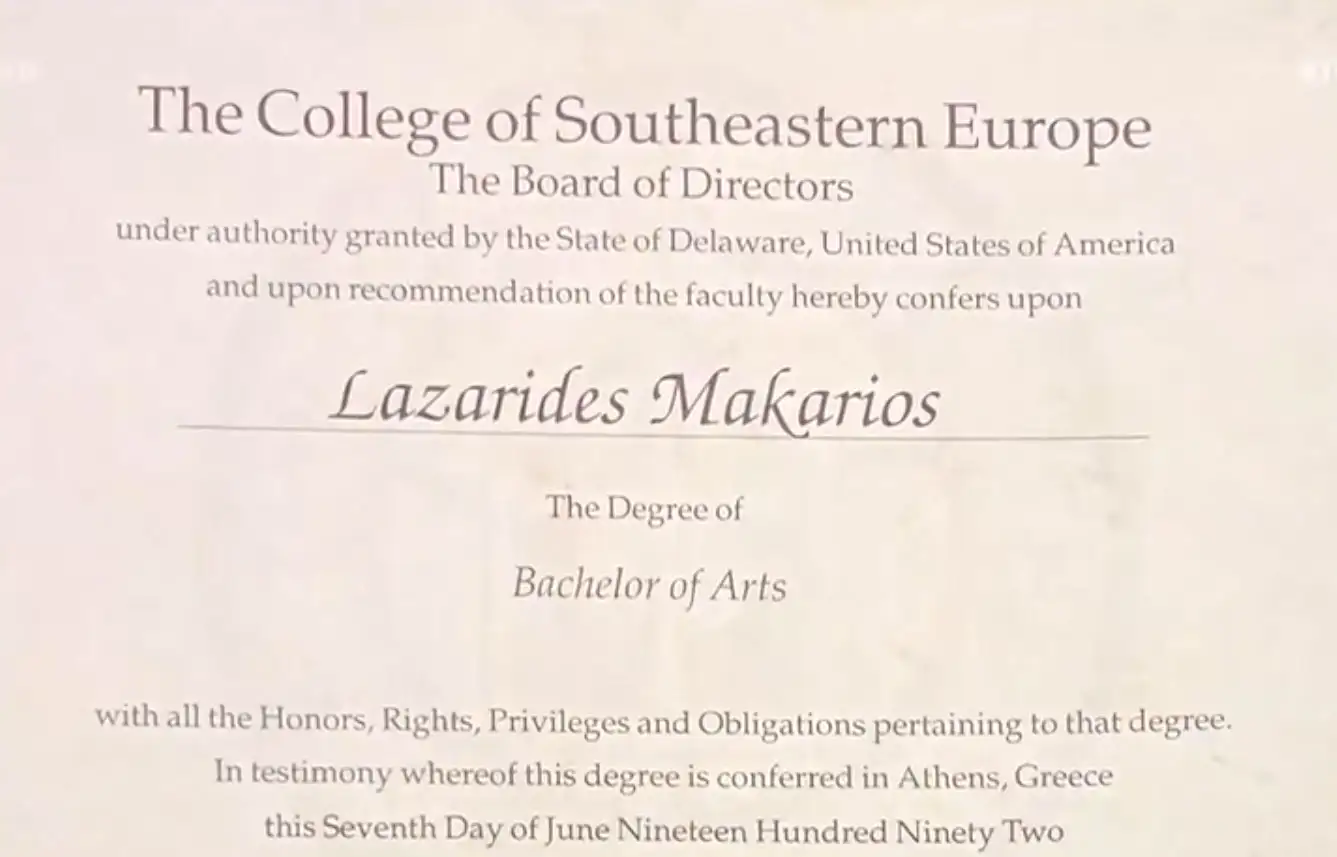 The College of Southeastern Europe
The Board of Directors
under authority granted by the State of Delaware, United States of America
and upon recommendation of the faculty hereby confers upon
Lazarides Makarios
The Degree of
Bachelor of Arts
with all the Honors, Rights, Privileges and Obligations pertaining to that degree.
In testimony whereof this degree is conferred in Athens, Greece
this Seventh Day of June Nineteen Hundred Ninety Two